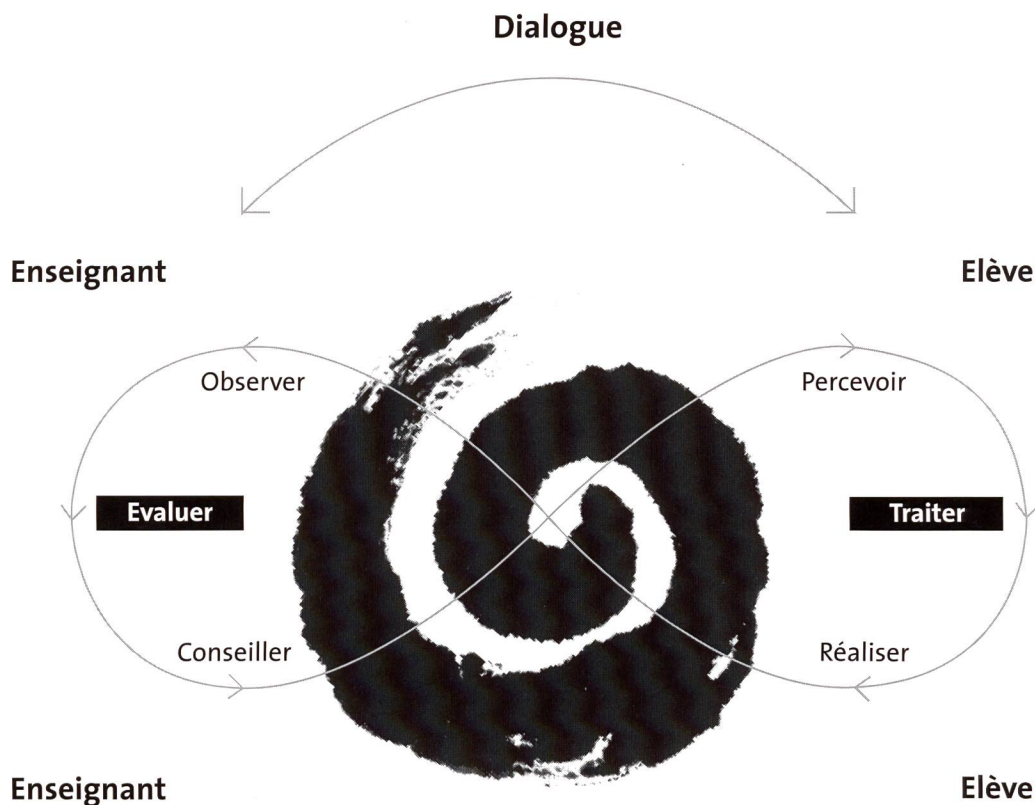 Dialogue
Enseignant
Elève
Observer
Percevoir
Evaluer
Traiter
Conseiller
Réaliser
Enseignant
Elève